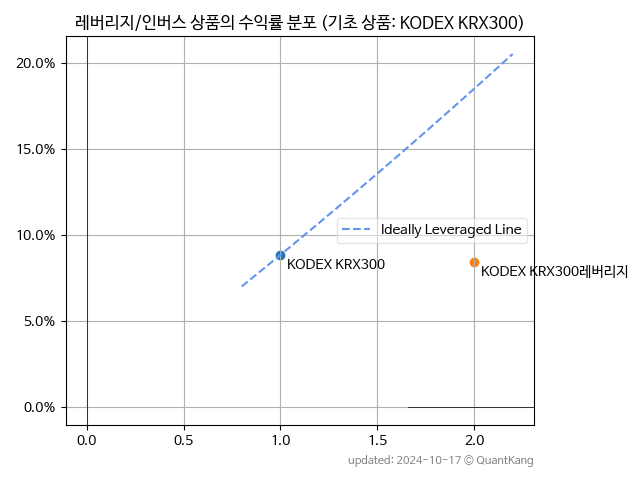 레버리지/인버스 상품의 수익률 분포 (기초 상품: KODEX KRX300)
20.0%
15.0%
10.0%
5.0%
0.0%
Ideally Leveraged Line
KODEX KRX300
KODEX KRX300레버리지
0.0 0.5 1.0 1.5 2.0
updated: 2024-10-17 © QuantKang